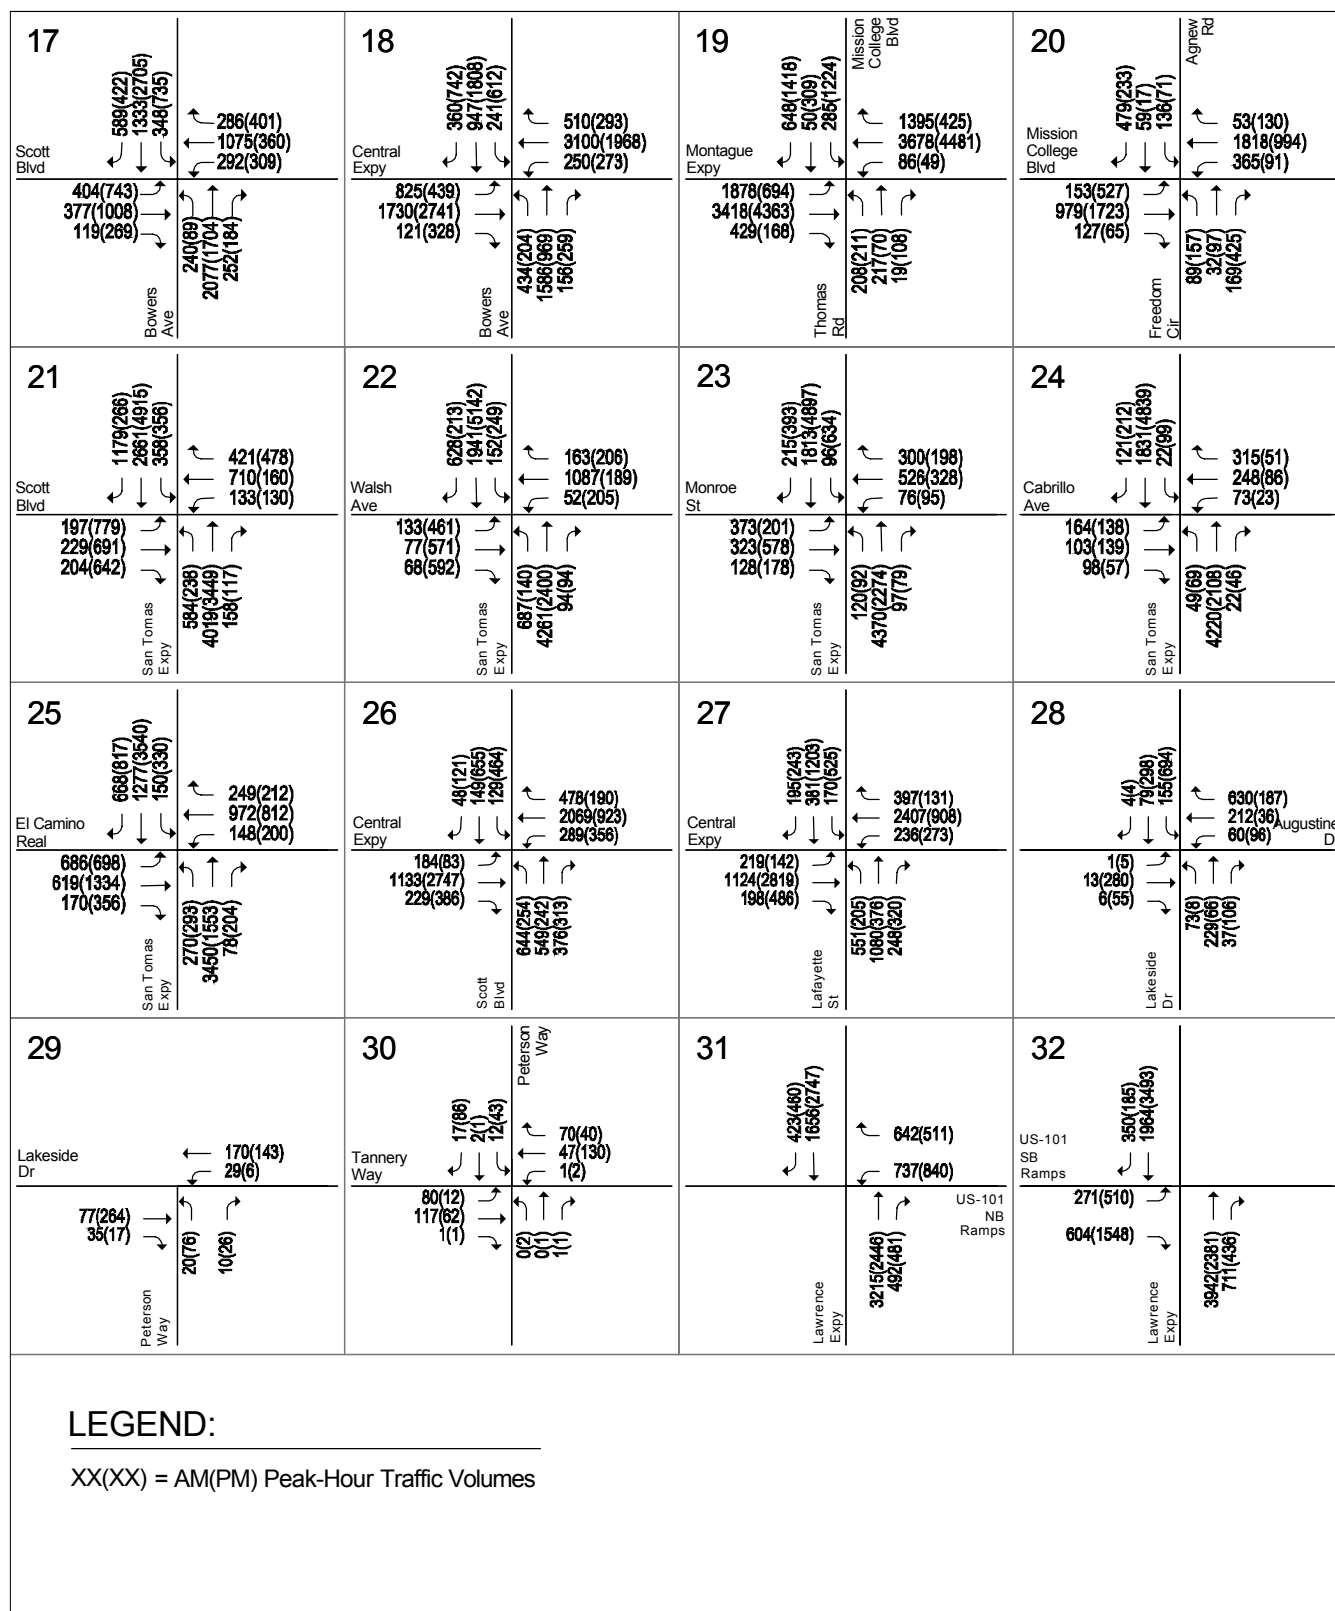 17
589(422)
1333(2705)
348(735)
286(401)
1075(360)
292(309)
Scott
Blvd
404(743)
377(1008)
119(269)
240(89)
2077(1704)
252(184)
Bowers
Ave
18
360(742)
947(1808)
241(612)
510(293)
3100(1968)
250(273)
Central
Expy
825(439)
1730(2741)
121(328)
434(204)
1586(969)
156(259)
Bowers
Ave
19
Mission
College
Blvd
648(1418)
50(309)
285(1224)
1395(425)
3678(4481)
86(49)
Montague
Expy
1878(694)
3418(4363)
429(168)
208(211)
217(70)
19(108)
Thomas
Rd
20
Agnew
Rd
479(233)
59(17)
136(71)
53(130)
1818(994)
365(91)
Mission
College
Blvd
153(527)
979(1723)
127(65)
89(157)
32(97)
169(425)
Freedom
Cir
21
1179(266)
2661(4915)
358(356)
421(478)
710(160)
133(130)
Scott
Blvd
197(779)
229(691)
204(642)
584(238)
4019(3449)
158(117)
San Tomas
Expy
22
628(213)
1941(5142)
152(249)
163(206)
1087(189)
52(205)
Walsh
Ave
133(461)
77(571)
68(592)
687(140)
4261(2400)
94(94)
San Tomas
Expy
23
215(393)
1813(4897)
96(634)
300(198)
526(328)
76(95)
Monroe
St
373(201)
323(578)
128(178)
120(92)
4370(2274)
97(79)
San Tomas
Expy
24
121(212)
1831(4839)
22(99)
315(51)
248(86)
73(23)
Cabrillo
Ave
164(138)
103(139)
98(57)
49(69)
4220(2108)
22(46)
San Tomas
Expy
25
668(817)
1277(3540)
150(330)
249(212)
972(812)
148(200)
El Camino
Real
686(698)
619(1334)
170(356)
270(293)
3450(1553)
78(204)
San Tomas
Expy
26
48(121)
149(655)
129(464)
478(190)
2069(923)
289(356)
Central
Expy
184(83)
1133(2747)
229(386)
644(254)
549(242)
376(313)
Scott
Blvd
27
195(243)
381(1203)
170(525)
397(131)
2407(908)
236(273)
Central
Expy
219(142)
1124(2819)
198(486)
551(205)
1080(376)
248(320)
Lafayette
St
28
4(4)
79(298)
155(694)
630(187)
212(36)
60(96)
Augustine
D
1(5)
13(280)
6(55)
73(8)
229(66)
37(106)
Lakeside
Dr
29
170(143)
29(6)
Lakeside
Dr
77(264)
35(17)
20(76)
10(26)
Peterson
Way
30
Peterson
Way
17(86)
2(1)
12(43)
70(40)
47(130)
1(2)
Tannery
Way
80(12)
117(62)
1(1)
0(2)
0(1)
1(1)
31
423(460)
1656(2747)
642(511)
737(840)
US-101
NB
Ramps
3215(2446)
492(481)
Lawrence
Expy
32
350(185)
1964(3493)
US-101
SB
Ramps
271(510)
604(1548)
3942(2381)
711(436)
Lawrence
Expy
LEGEND:
XX(XX) = AM(PM) Peak-Hour Traffic Volumes